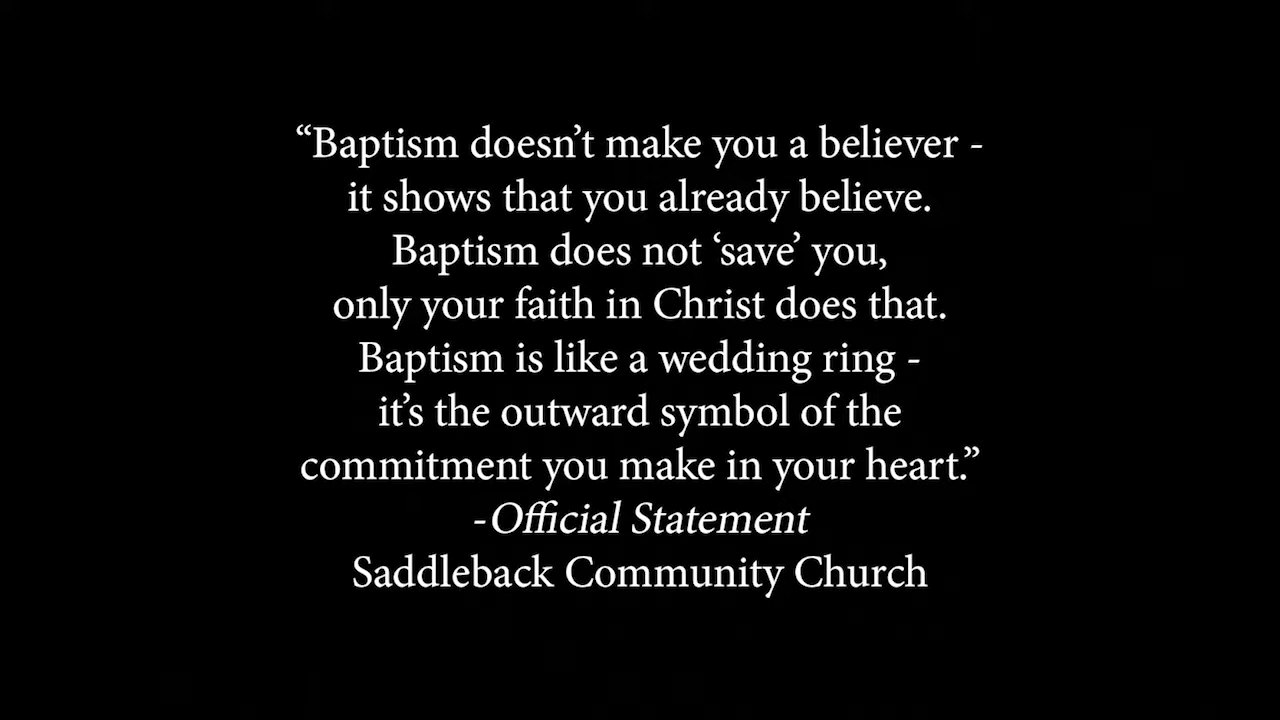 “Baptism doesn’t make you a believer -
it shows that you already believe.
Baptism does not ‘save’ you,
only your faith in Christ does that.
Baptism is like a wedding ring -
it’s the outward symbol of the
commitment you make in your heart.”
-Official Statement
Saddleback Community Church